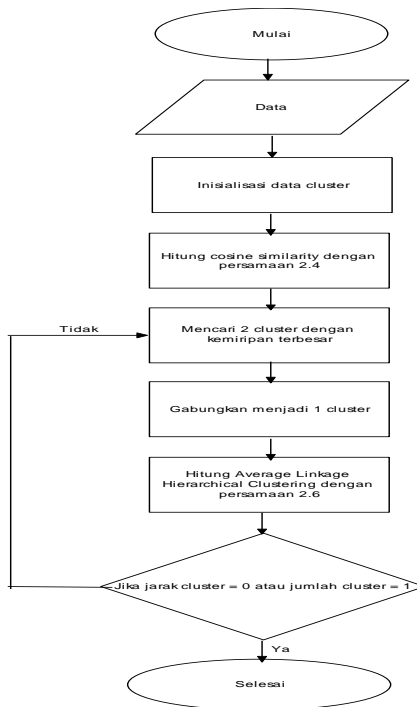 Mulai
Data
Inisialisasi data cluster
Hitung cosine similarity dengan
persamaan 2.4
Tidak
Mencari 2 cluster dengan
kemiripan terbesar
Gabungkan menjadi 1 cluster
Hitung Average Linkage
Hierarchical Clustering dengan
persamaan 2.6
Jika jarak cluster = 0 atau jumlah cluster = 1
Ya
Selesai